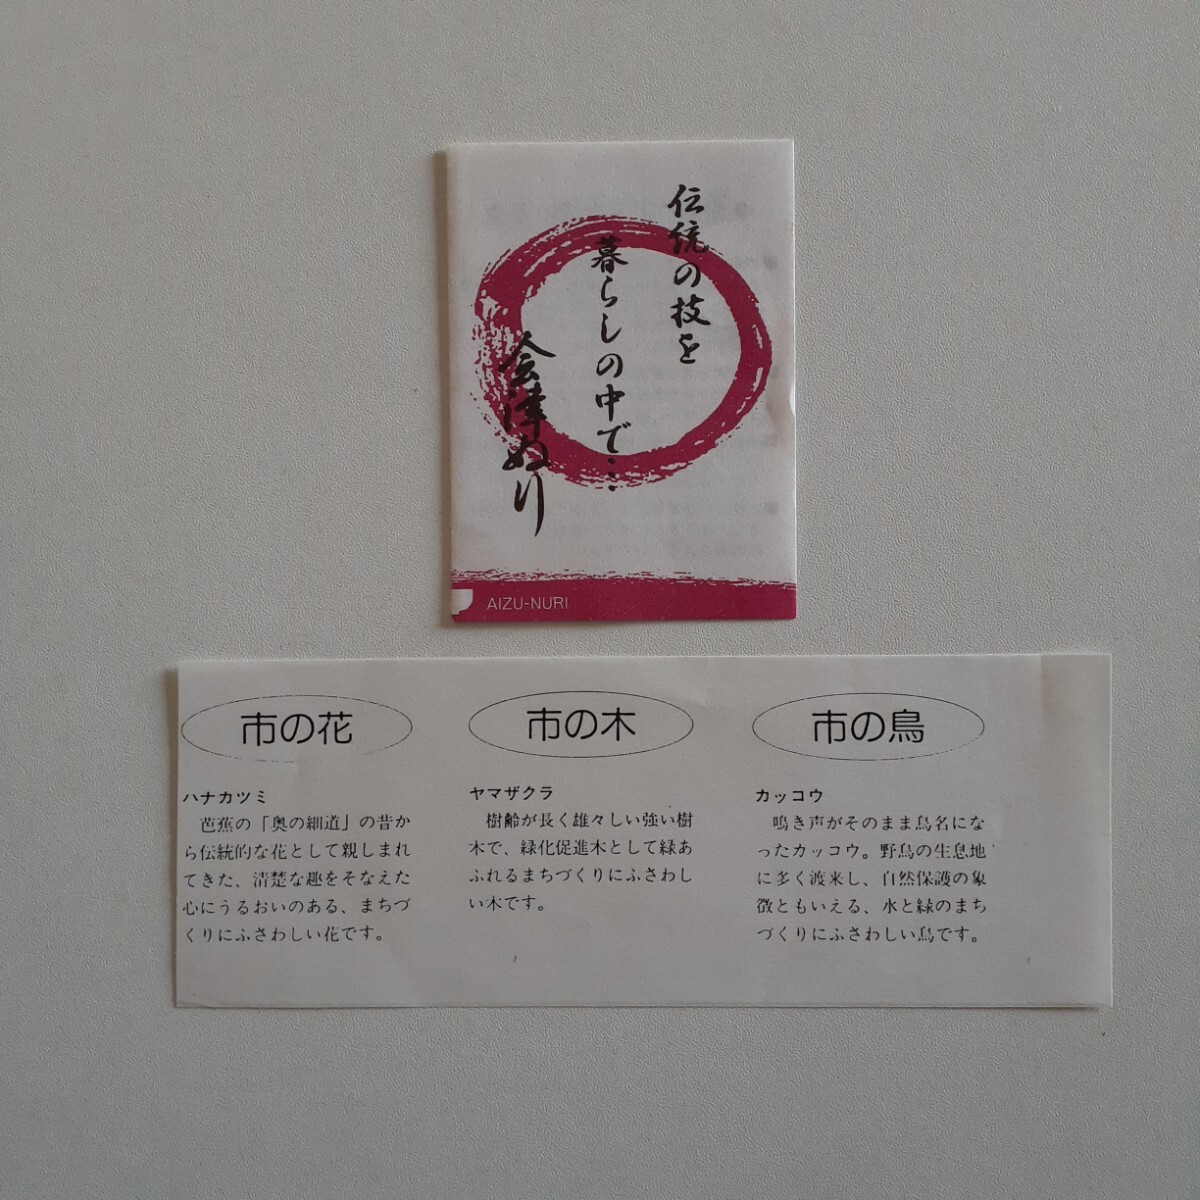 伝統の技を
暮らしの中で…
会津ぬり
AIZU-NURI
市の花
ハナカツミ
芭蕉の「奥の細道」の昔か
ら伝統的な花として親しまれ
てきた、清楚な趣をそなえた
心にうるおいのある、まちづ
くりにふさわしい花です。
市の木
ヤマザクラ
樹齢が長く雄々しい強い樹
木で、緑化促進木として緑あ
ふれるまちづくりにふさわし
い木です。
市の鳥
カッコウ
鳴き声がそのまま鳥名にな
ったカッコウ。野鳥の生息地
に多く渡来し、自然保護の象
徴ともいえる、水と緑のまち
づくりにふさわしい鳥です。